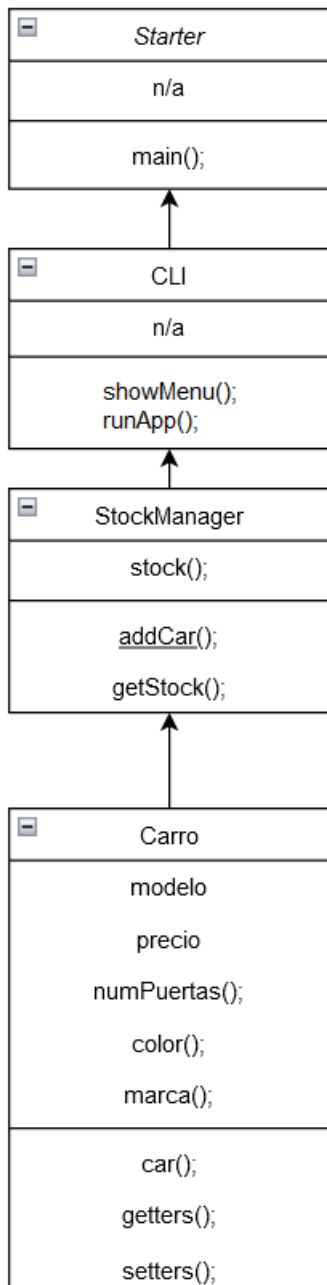 Starter
n/a
main();
CLI
n/a
showMenu();
runApp();
StockManager
stock();
addCar();
getStock();
Carro
modelo
precio
numPuertas();
color();
marca();
car();
getters();
setters();